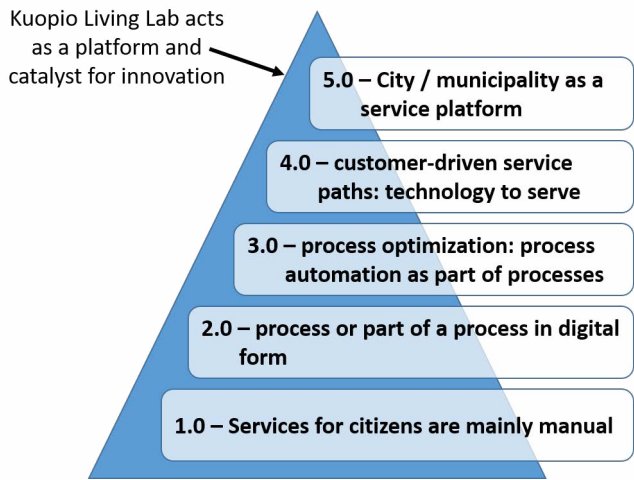 Kuopio Living Lab acts
as a platform and
catalyst for innovation
5.0 – City / municipality as a
service platform
4.0 – customer-driven service
paths: technology to serve
3.0 – process optimization: process
automation as part of processes
2.0 – process or part of a process in digital
form
1.0 – Services for citizens are mainly manual